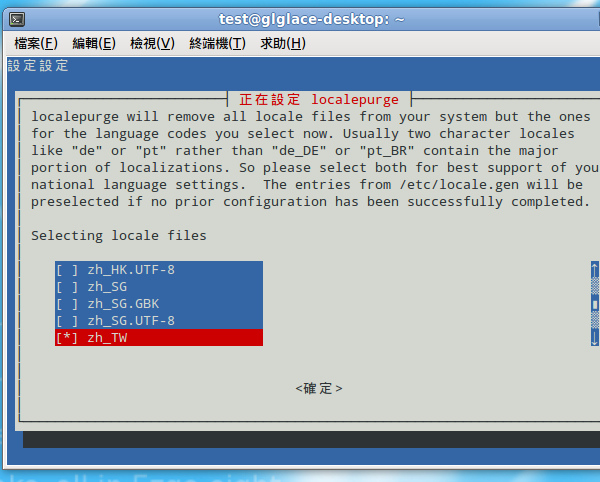 test@glglace-desktop: ~
檔案(F) 編輯(E) 檢視(V) 終端機(T) 求助(H)
設定設定
正在設定 localepurge
localepurge will remove all locale files from your system but the ones
for the language codes you select now. Usually two character locales
like "de" or "pt" rather than "de_DE" or "pt_BR" contain the major
portion of localizations. So please select both for best support of you
national language settings.  The entries from /etc/locale.gen will be
preselected if no prior configuration has been successfully completed.
Selecting locale files
[ ] zh_HK.UTF-8
[ ] zh_SG
[ ] zh_SG.GBK
[ ] zh_SG.UTF-8
[*] zh_TW
<確定>